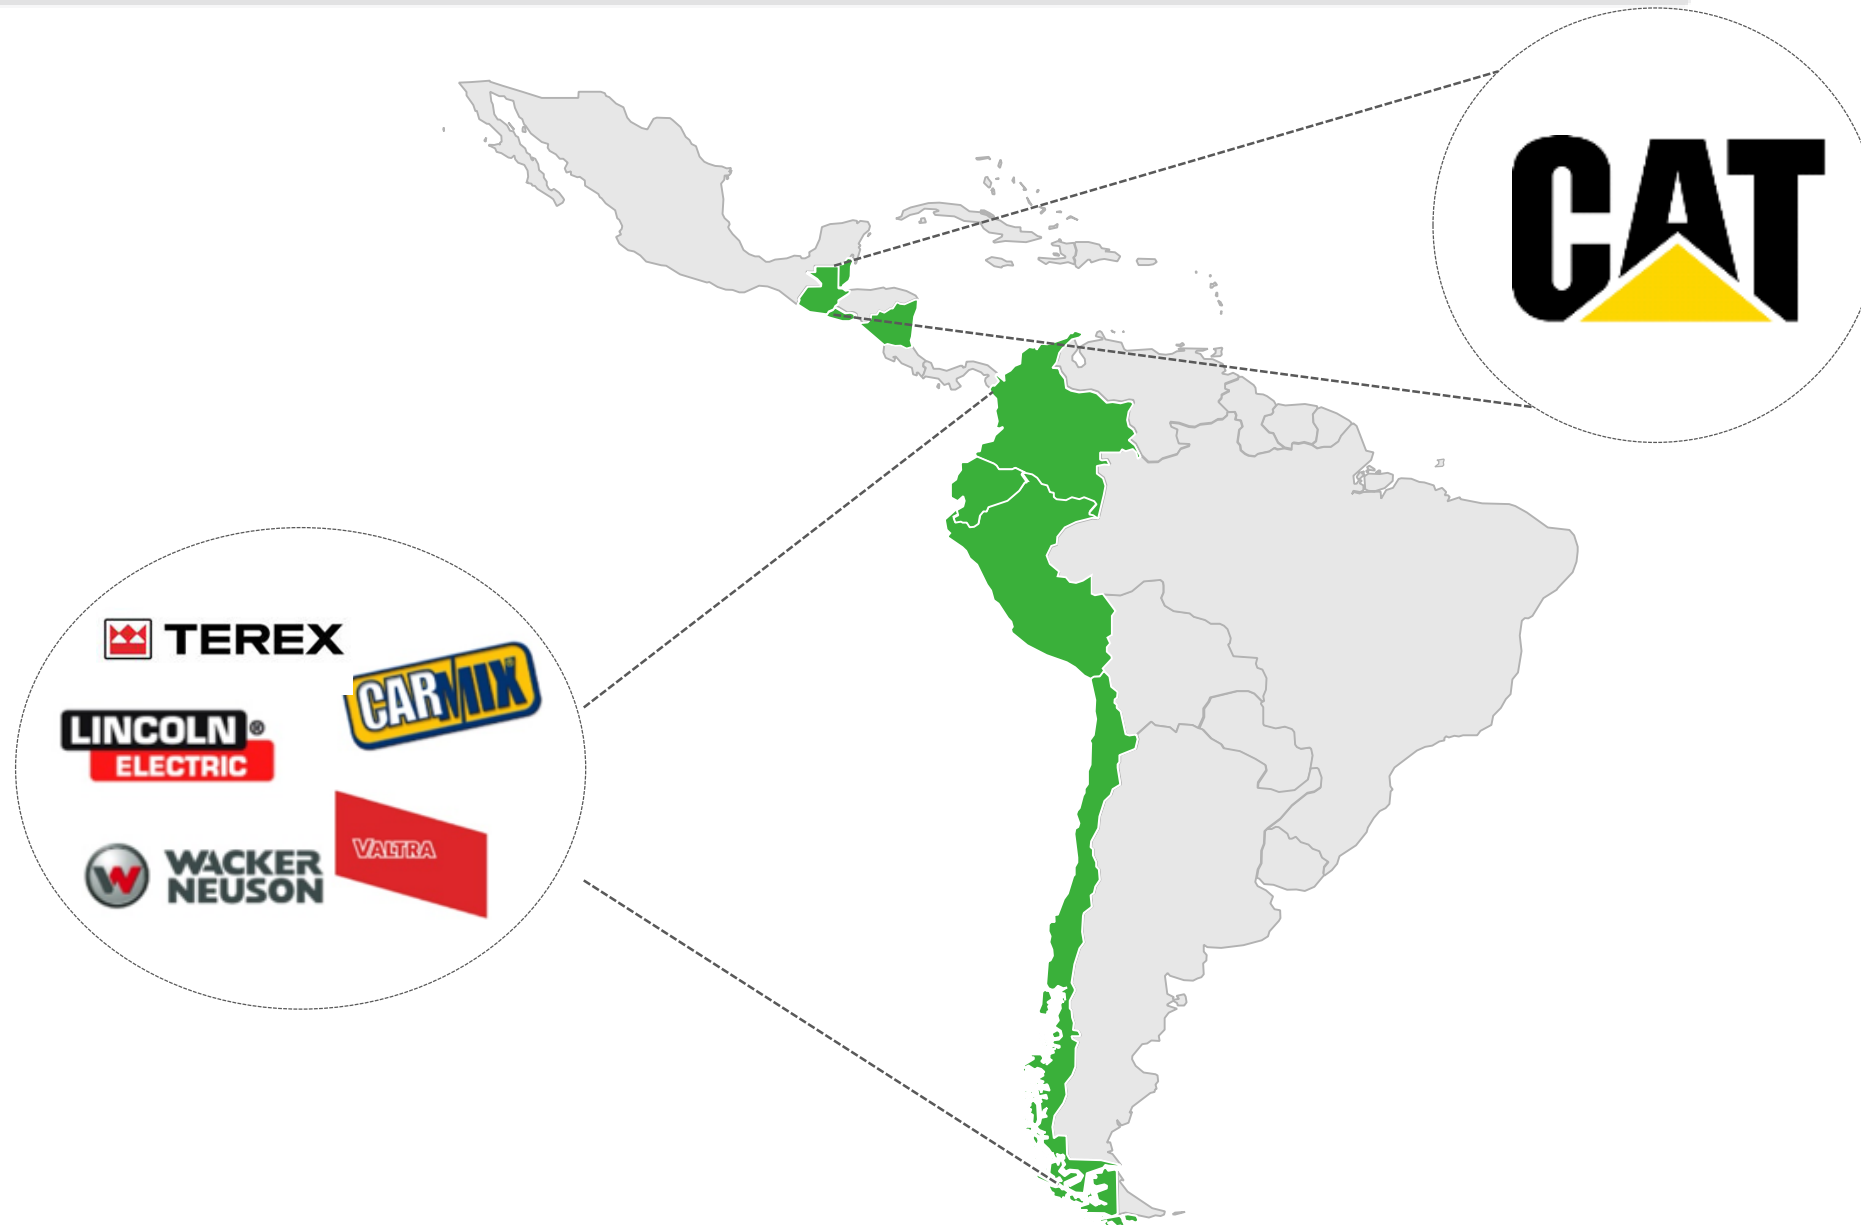 CAT
TEREX
CARMIX
LINCOLN®
ELECTRIC
WACKER
NEUSON
VALTRA